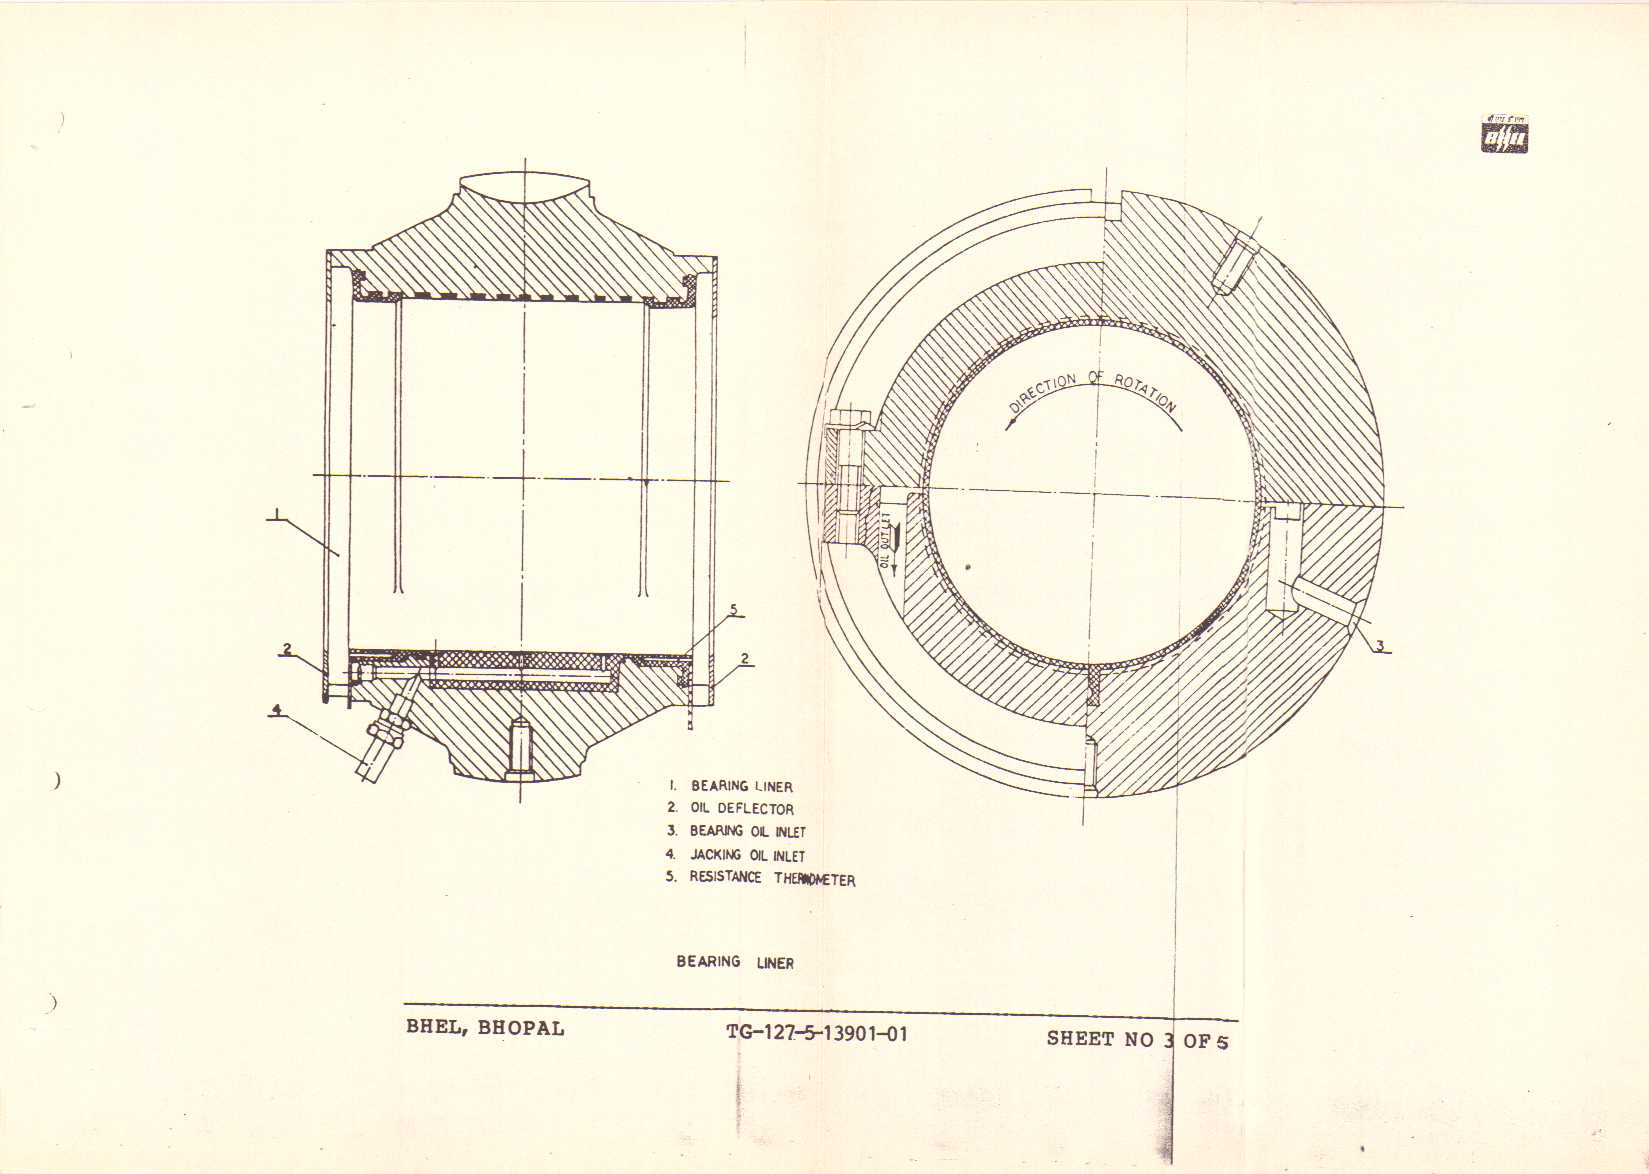 DIRECTION OF ROTATION
OIL OUTLET
1
2
4
5
2
3
1. BEARING LINER
2. OIL DEFLECTOR
3. BEARING OIL INLET
4. JACKING OIL INLET
5. RESISTANCE THERMOMETER
BEARING LINER
BHEL, BHOPAL
TG-127-5-13901-01
SHEET NO 3 OF 5